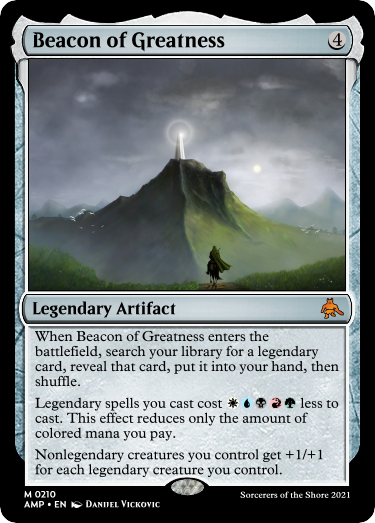 Beacon of Greatness 4
Legendary Artifact
When Beacon of Greatness enters the
battlefield, search your library for a legendary
card, reveal that card, put it into your hand, then
shuffle.
Legendary spells you cast cost less to
cast. This effect reduces only the amount of
colored mana you pay.
Nonlegendary creatures you control get +1/+1
for each legendary creature you control.
M 0210
AMP • EN Danijel Vickovic
Sorcerers of the Shore 2021